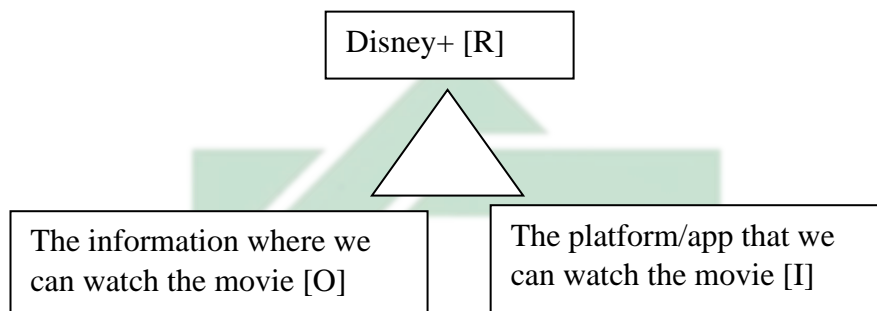 Disney+ [R]
The information where we
can watch the movie [O]
The platform/app that we
can watch the movie [I]